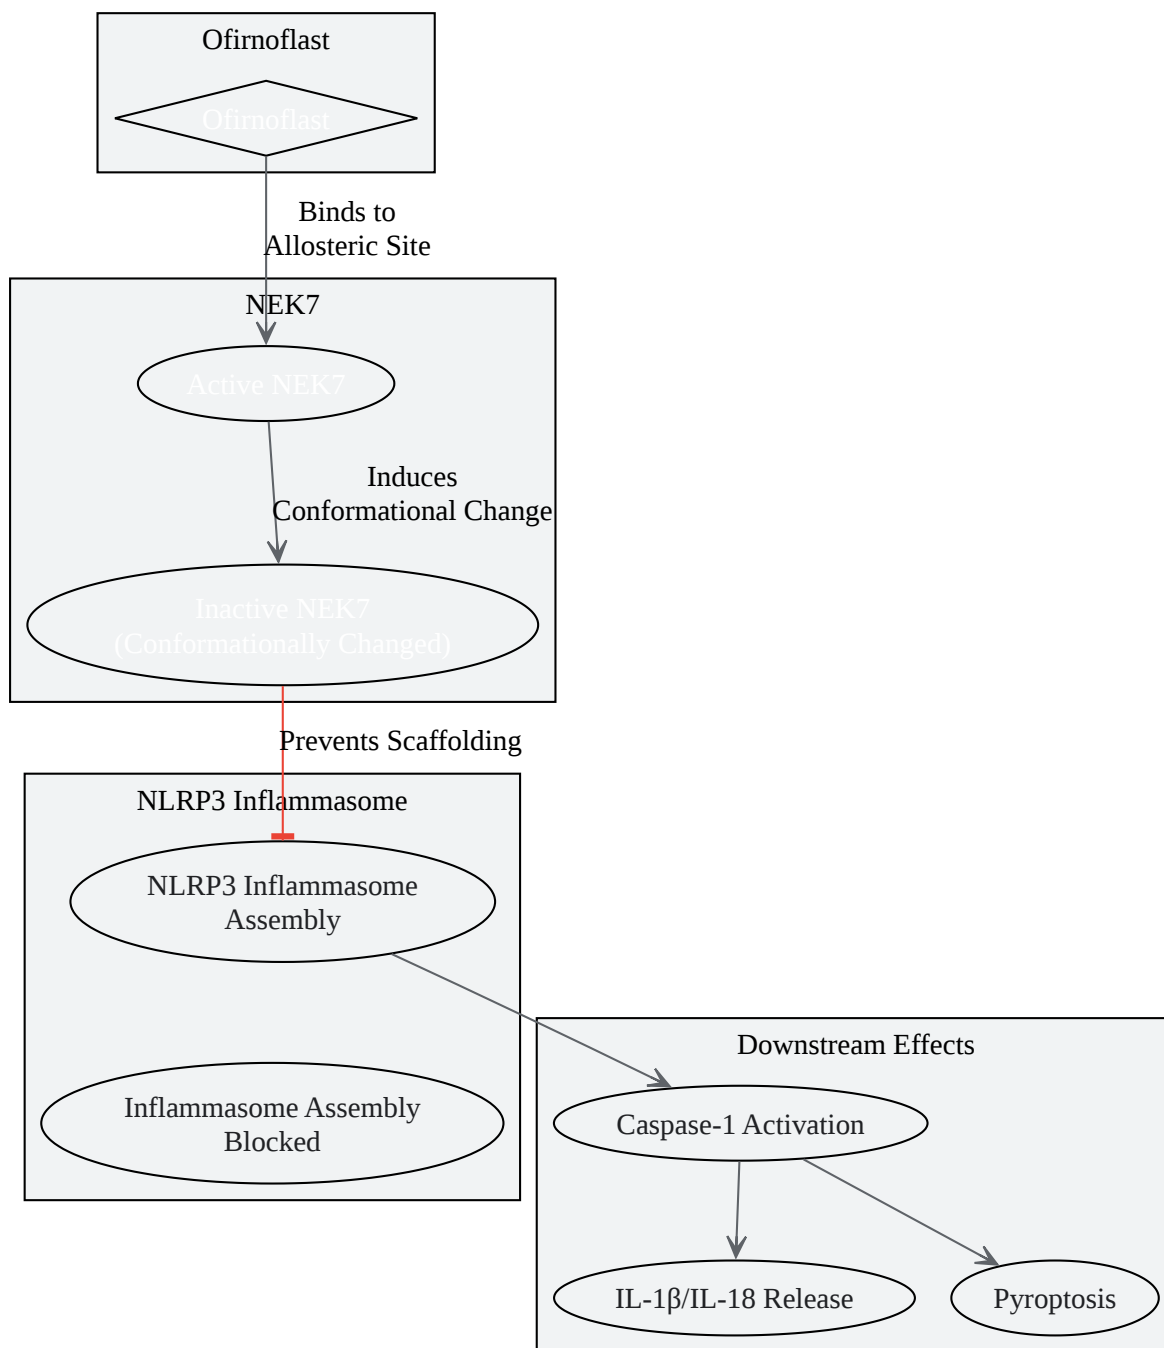 Ofirnoflast
Ofirnoflast
Binds to
Allosteric Site
NEK7
Active NEK7
Induces
Conformational Change
Inactive NEK7
(Conformationally Changed)
Prevents Scaffolding
NLRP3 Inflammasome
NLRP3 Inflammasome
Assembly
Inflammasome Assembly
Blocked
Downstream Effects
Caspase-1 Activation
IL-1β/IL-18 Release
Pyroptosis